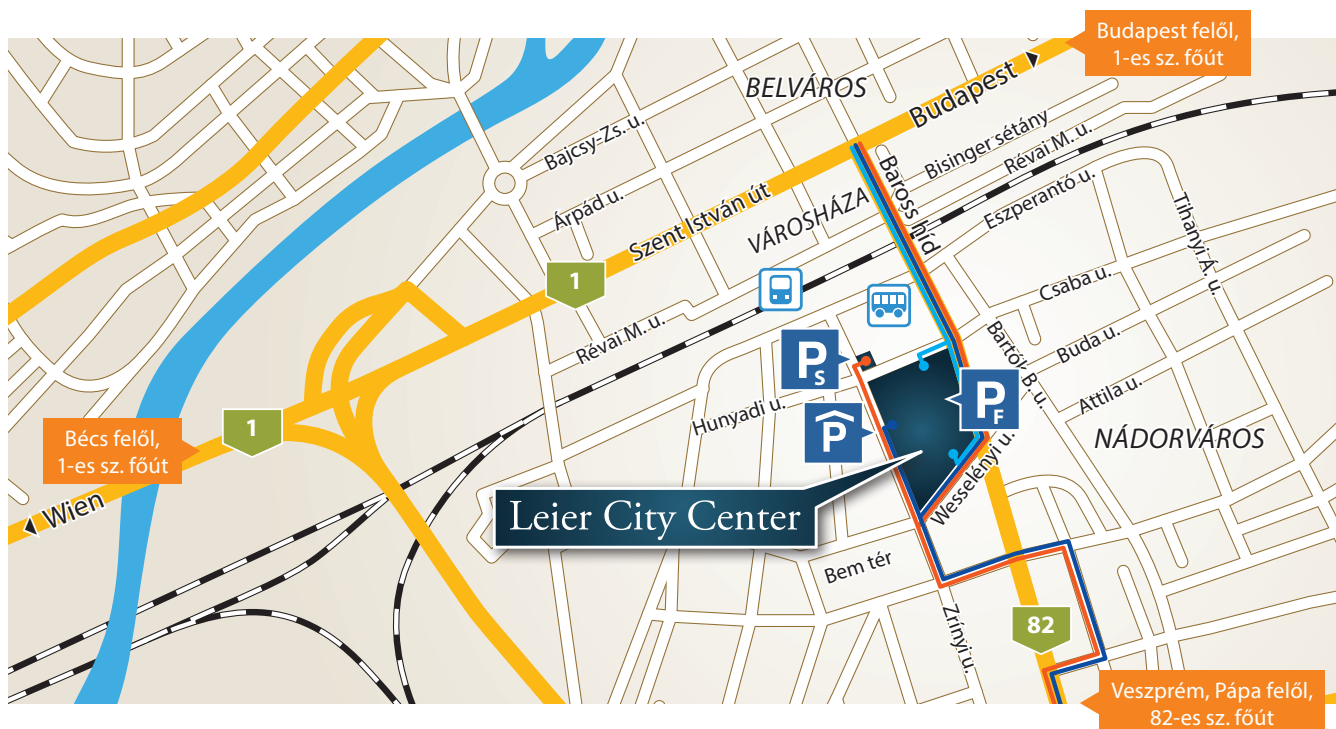 Budapest felől,
1-es sz. főút
BELVÁROS
Budapest
Bajcsy-Zs. u.
Bisinger sétány
Révai M. u.
Baross híd
Árpád u.
Eszperantó u.
Tihanyi Á. u.
Szent István út
VÁROSHÁZA
1
Csaba u.
Révai M. u.
Bartók B. u.
Buda u.
P
S
P
F
Attila u.
Hunyadi u.
P
1
Bécs felől,
1-es sz. főút
NÁDORVÁROS
Wesselényi u.
Wien
Leier City Center
Bem tér
Zrínyi u.
82
Veszprém, Pápa felől,
82-es sz. főút